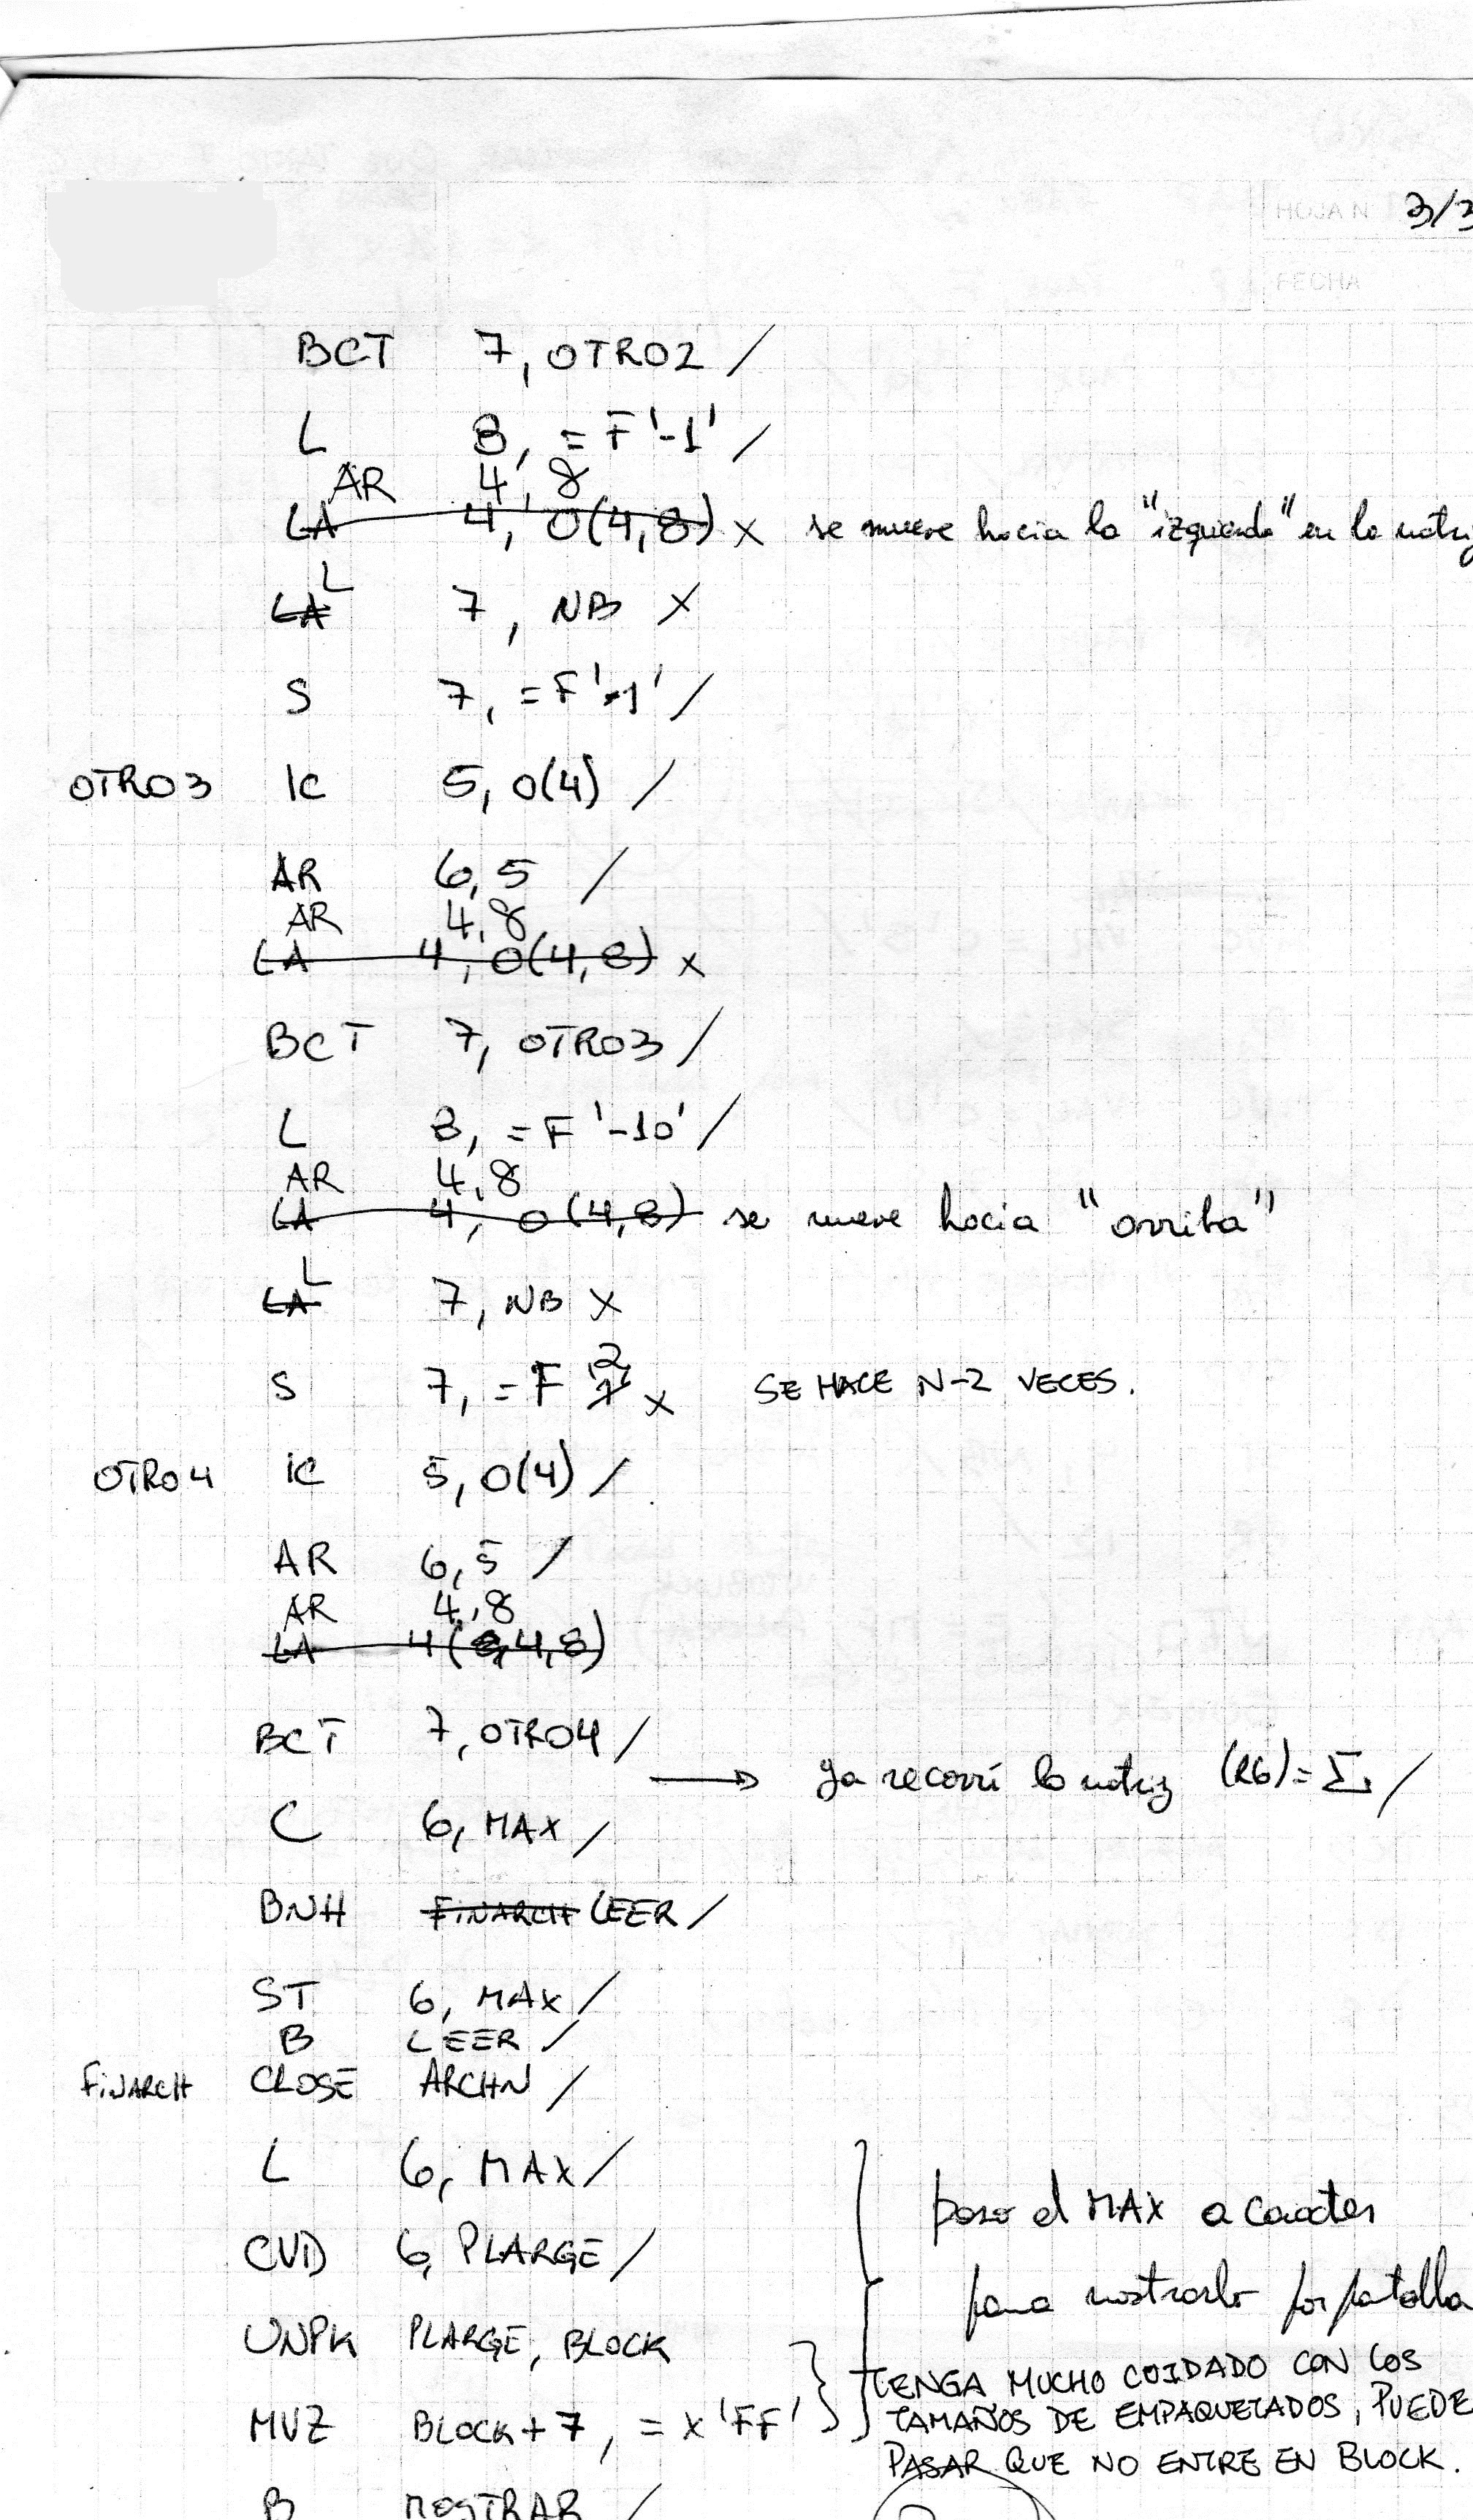 HOJA N 3/3
FECHA
BCT 7, OTRO2 /
L 8, =F'-1' /
AR 4, 8
LA 4, 0(4,8) x se mueve hacia la "izquierda" en la matriz
L
LA 7, NB x
S 7, =F'1' /
OTRO3 IC 5, 0(4) /
AR 6,5 /
AR 4,8
LA 4, 0(4,8) x
BCT 7, OTRO3 /
L 8, =F'-10' /
AR 4,8
LA 4, 0(4,8) se mueve hacia "arriba"
L
LA 7, NB x
2
S 7, =F'1' x SE HACE N-2 VECES.
OTRO4 IC 5, 0(4) /
AR 6,5 /
AR 4,8
LA 4(0,4,8)
BCT 7, OTRO4 /
→ ya recorrí la matriz (R6)=Σ /
C 6, MAX /
BNH FINARCH LEER /
ST 6, MAX /
B LEER /
FINARCH CLOSE ARCHN /
L 6, MAX /
paso el MAX a caracter
CVD 6, PLARGE /
para mostrarlo por pantalla
UNPK PLARGE, BLOCK
TENGA MUCHO CUIDADO CON LOS
MVZ BLOCK+7, =X'FF'
TAMAÑOS DE EMPAQUETADOS, PUEDE
PASAR QUE NO ENTRE EN BLOCK.
B MOSTRAR /